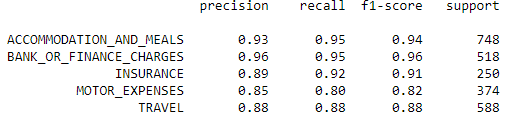 precision recall f1-score support
ACCOMMODATION_AND_MEALS 0.93 0.95 0.94 748
BANK_OR_FINANCE_CHARGES 0.96 0.95 0.96 518
INSURANCE 0.89 0.92 0.91 250
MOTOR_EXPENSES 0.85 0.80 0.82 374
TRAVEL 0.88 0.88 0.88 588